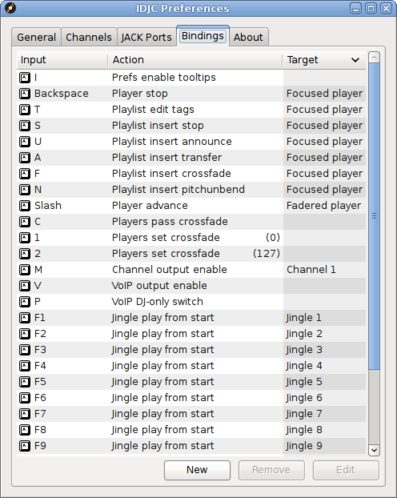 IDJC Preferences
General Channels JACK Ports Bindings About
Input Action Target
I Prefs enable tooltips
Backspace Player stop Focused player
T Playlist edit tags Focused player
S Playlist insert stop Focused player
U Playlist insert announce Focused player
A Playlist insert transfer Focused player
F Playlist insert crossfade Focused player
N Playlist insert pitchunbend Focused player
Slash Player advance Fadered player
C Players pass crossfade
1 Players set crossfade (0)
2 Players set crossfade (127)
M Channel output enable Channel 1
V VoIP output enable
P VoIP DJ-only switch
F1 Jingle play from start Jingle 1
F2 Jingle play from start Jingle 2
F3 Jingle play from start Jingle 3
F4 Jingle play from start Jingle 4
F5 Jingle play from start Jingle 5
F6 Jingle play from start Jingle 6
F7 Jingle play from start Jingle 7
F8 Jingle play from start Jingle 8
F9 Jingle play from start Jingle 9
New Remove Edit